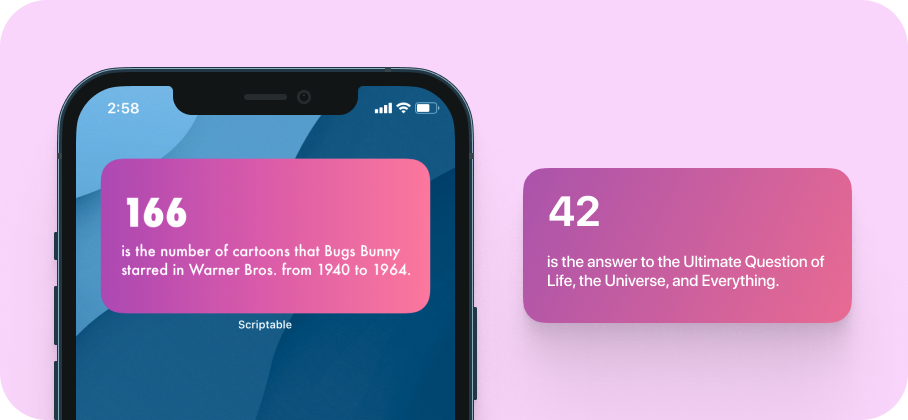 2:58
166
is the number of cartoons that Bugs Bunny
starred in Warner Bros. from 1940 to 1964.
Scriptable
42
is the answer to the Ultimate Question of
Life, the Universe, and Everything.